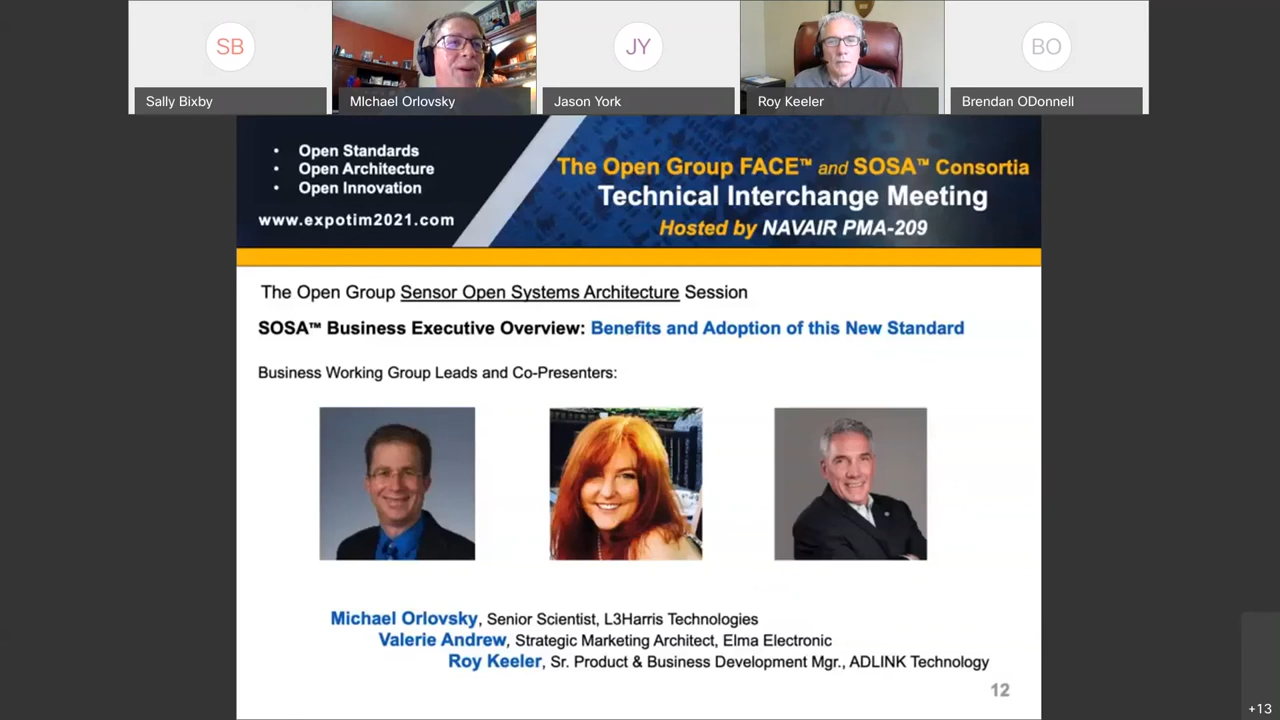 SB
JY
BO
Sally Bixby
MIchael Orlovsky
Jason York
Roy Keeler
Brendan ODonnell
• Open Standards
• Open Architecture
• Open Innovation
www.expotim2021.com
The Open Group FACE™ and SOSA™ Consortia
Technical Interchange Meeting
Hosted by NAVAIR PMA-209
The Open Group Sensor Open Systems Architecture Session
SOSA™ Business Executive Overview: Benefits and Adoption of this New Standard
Business Working Group Leads and Co-Presenters:
Michael Orlovsky, Senior Scientist, L3Harris Technologies
Valerie Andrew, Strategic Marketing Architect, Elma Electronic
Roy Keeler, Sr. Product & Business Development Mgr., ADLINK Technology
12
+13